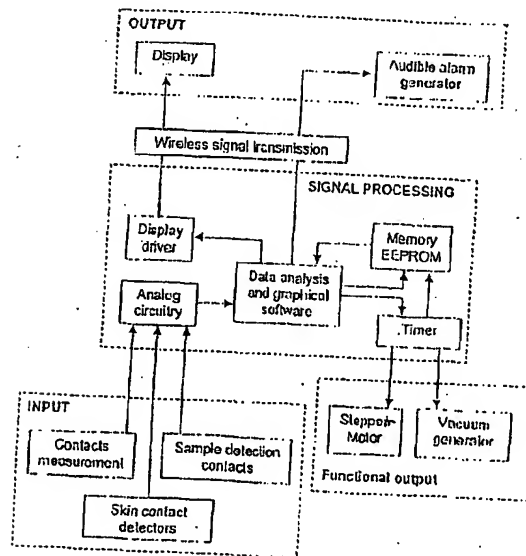 OUTPUT
Display
Audible alarm
generator
Wireless signal transmission
SIGNAL PROCESSING
Display
driver
Memory
EEPROM
Data analysis
and graphical
software
Analog
circuitry
Timer
INPUT
Contacts
measurement
Sample detection
contacts
Skin contact
detectors
Stepper
Motor
Vacuum
generator
Functional output